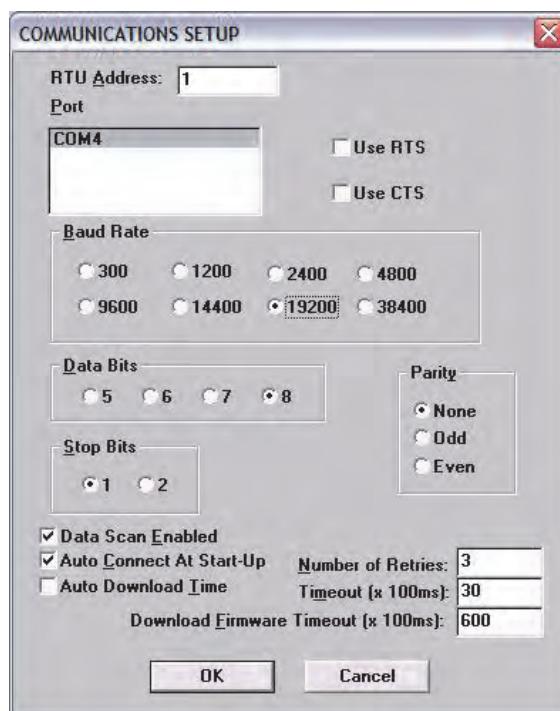 COMMUNICATIONS SETUP
RTU Address: 1
Port
COM4
Use RTS
Use CTS
Baud Rate
300 1200 2400 4800
9600 14400 19200 38400
Data Bits
5 6 7 8
Parity
None
Odd
Even
Stop Bits
1 2
Data Scan Enabled
Auto Connect At Start-Up
Auto Download Time
Number of Retries: 3
Timeout (x 100ms): 30
Download Firmware Timeout (x 100ms): 600
OK Cancel